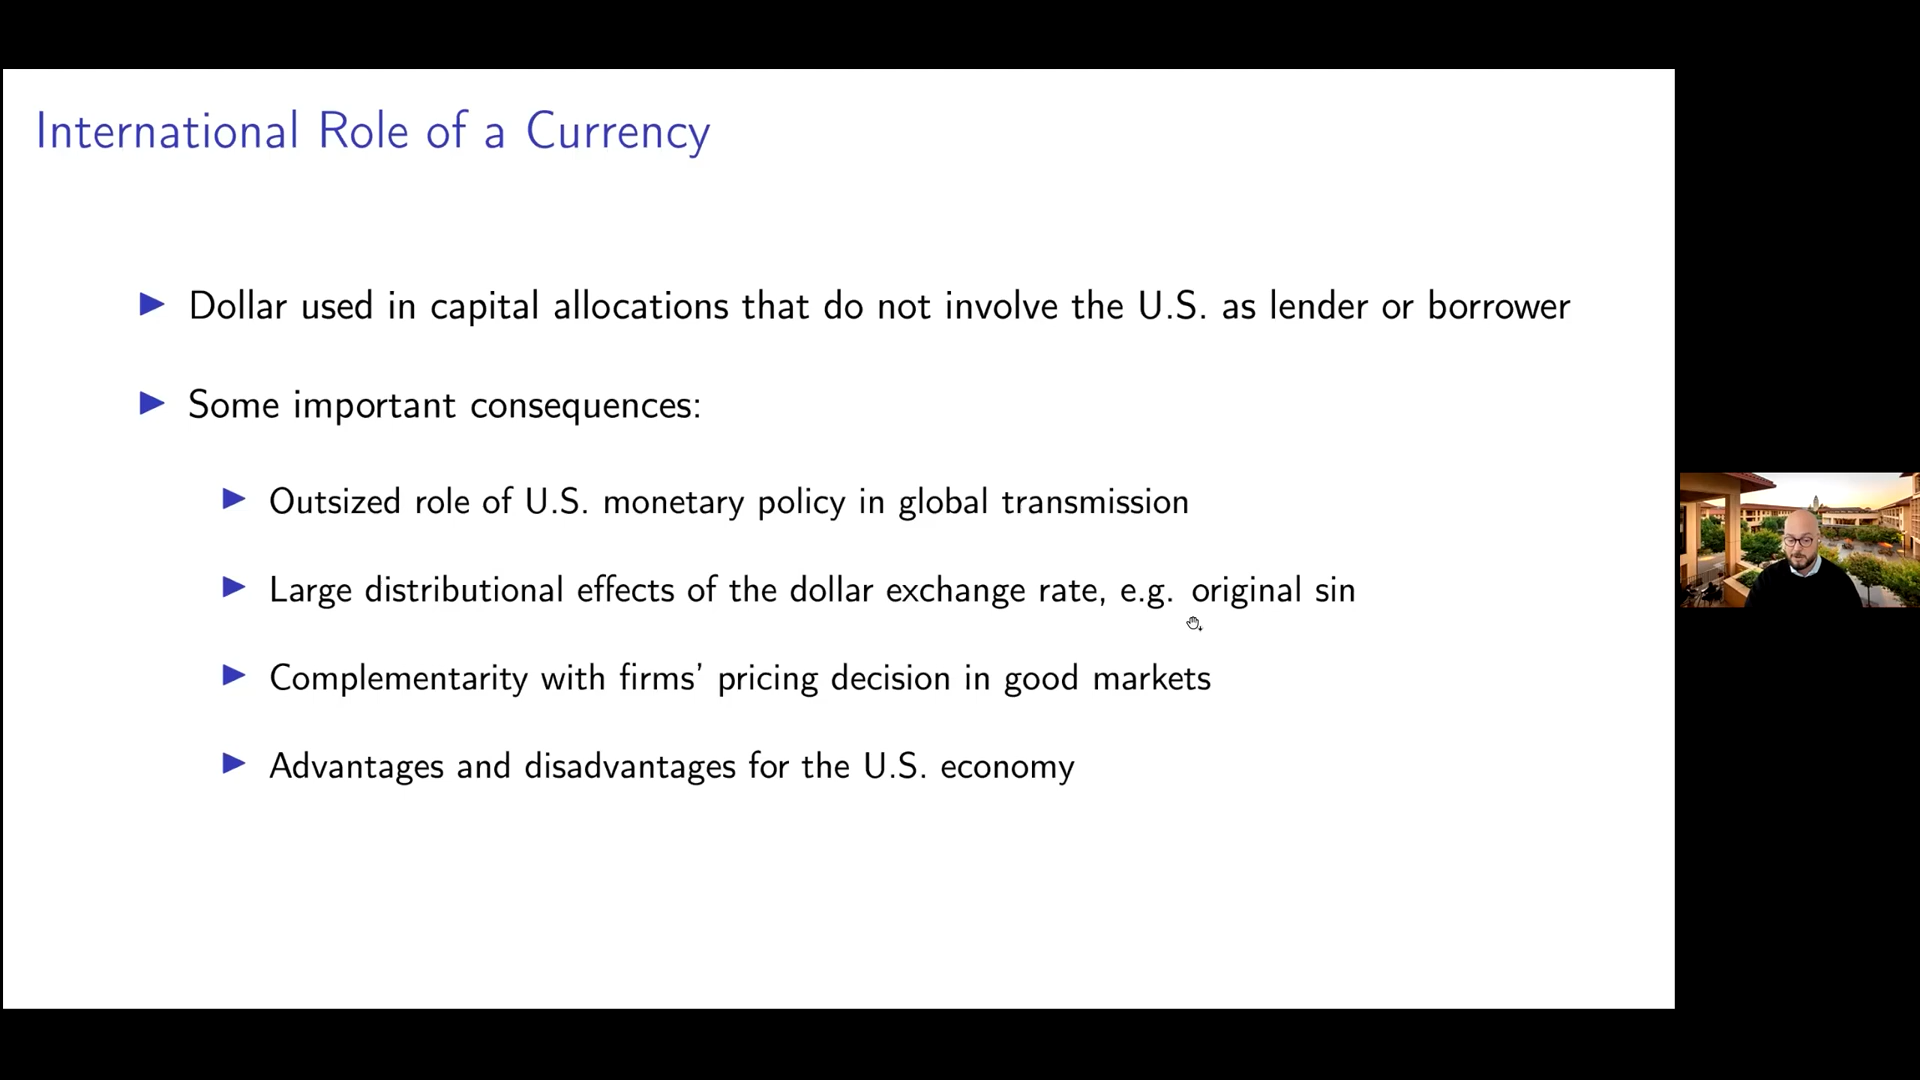 International Role of a Currency
Dollar used in capital allocations that do not involve the U.S. as lender or borrower
Some important consequences:
Outsized role of U.S. monetary policy in global transmission
Large distributional effects of the dollar exchange rate, e.g. original sin
Complementarity with firms' pricing decision in good markets
Advantages and disadvantages for the U.S. economy